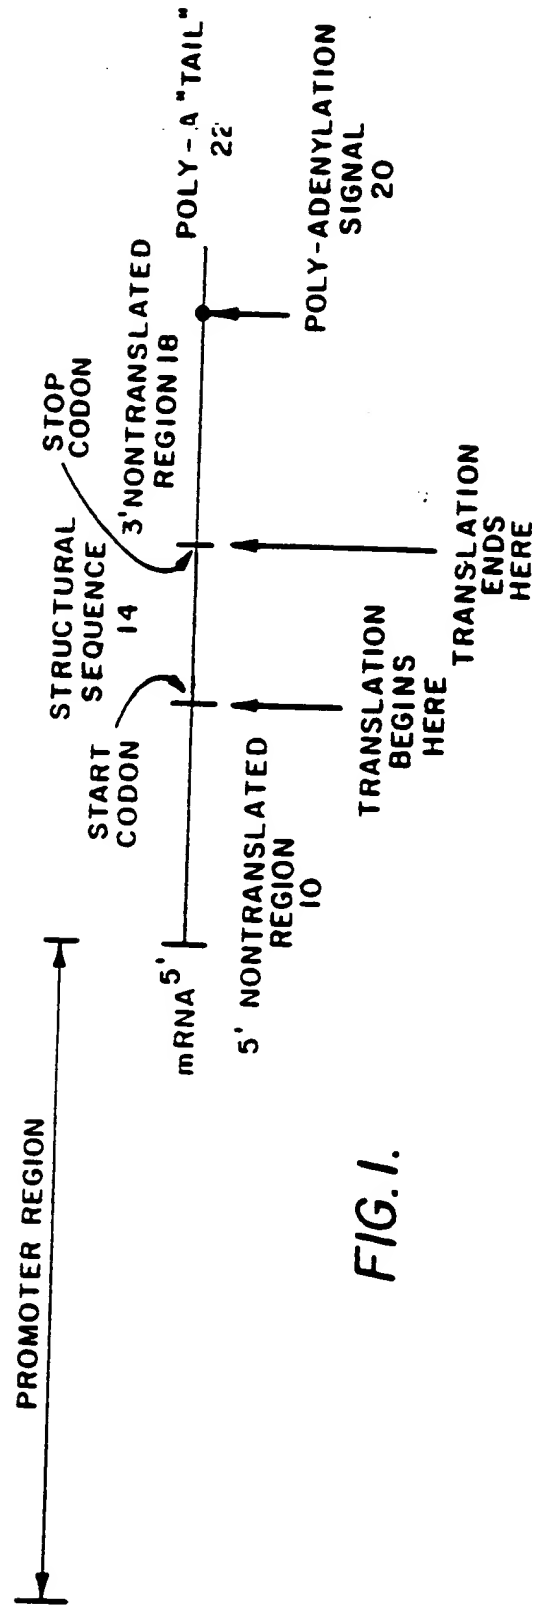 PROMOTER REGION
mRNA 5'
5' NONTRANSLATED
REGION
10
START
CODON
STRUCTURAL
SEQUENCE
14
STOP
CODON
3' NONTRANSLATED
REGION 18
POLY-A "TAIL"
22
TRANSLATION
BEGINS
HERE
TRANSLATION
ENDS
HERE
POLY-ADENYLATION
SIGNAL
20
FIG. 1.